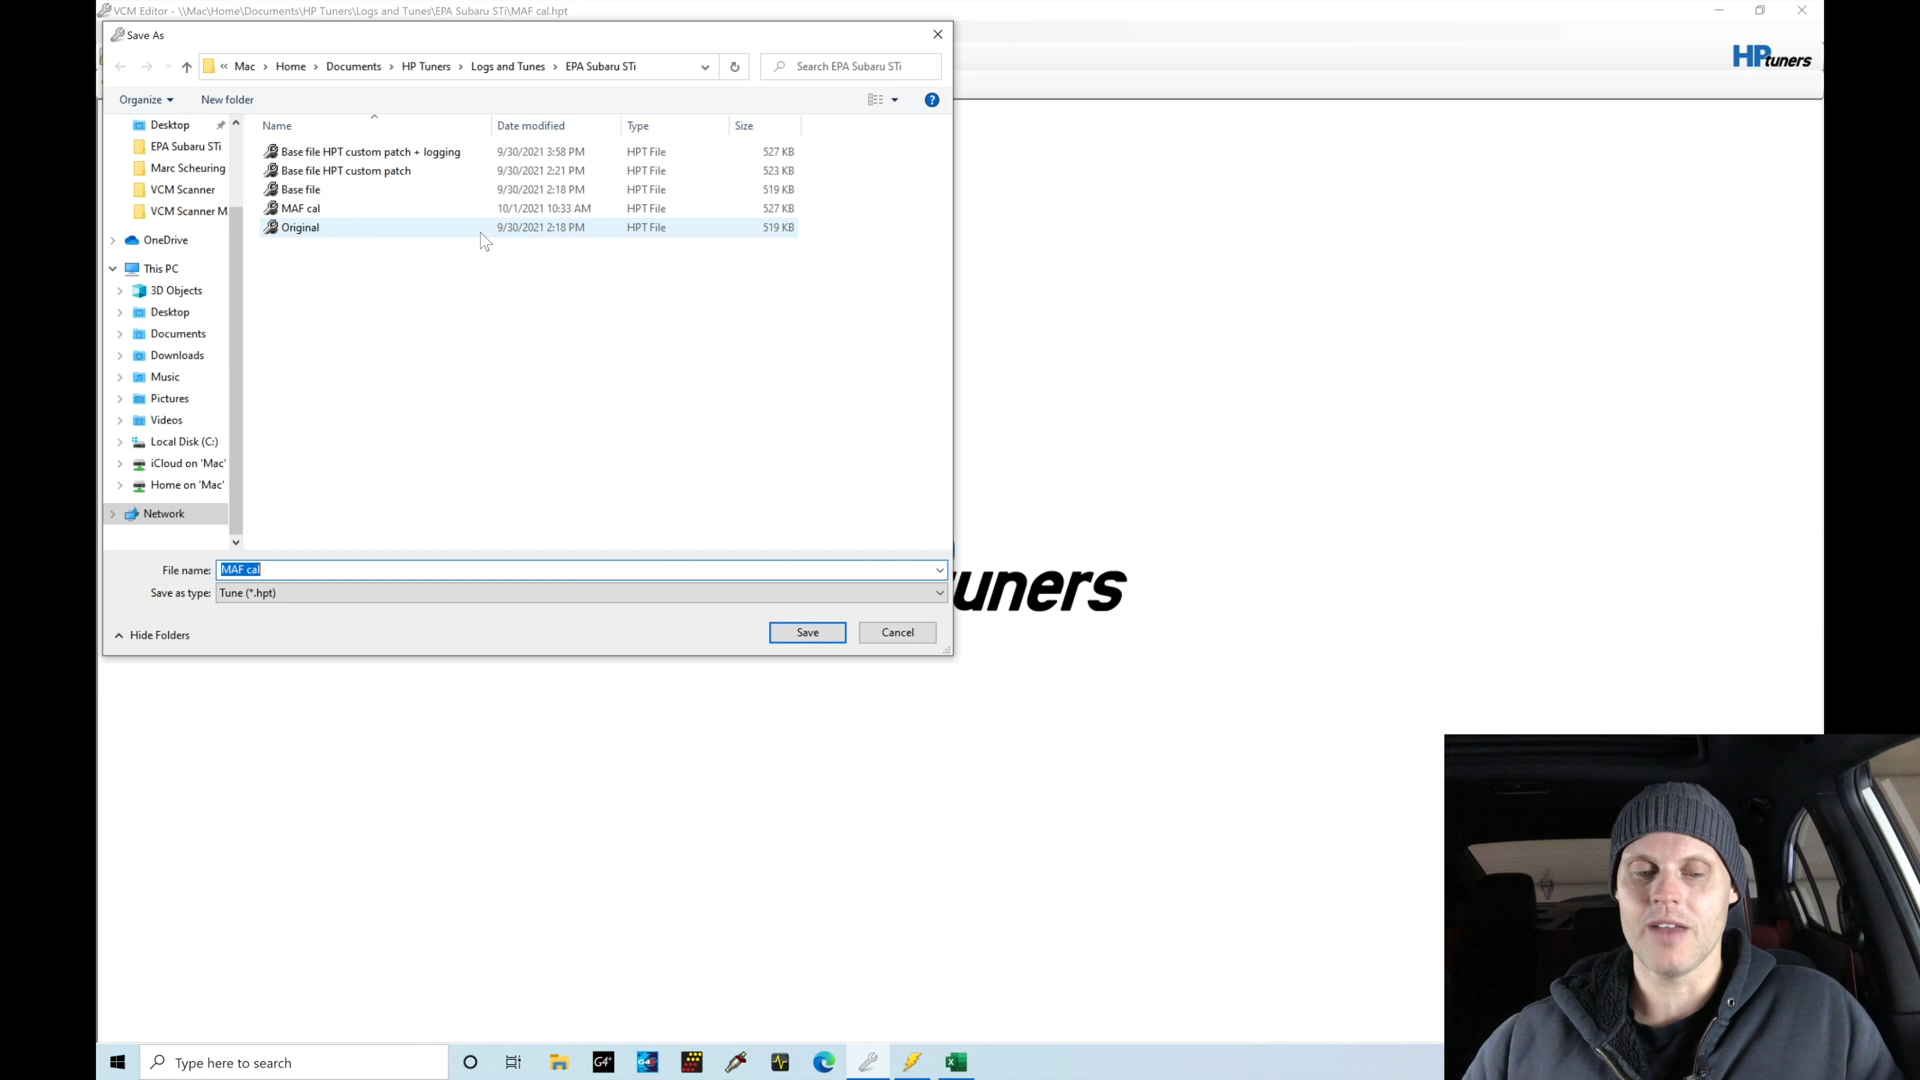 VCM Editor - \\Mac\Home\Documents\HP Tuners\Logs and Tunes\EPA Subaru STi\MAF cal.hpt
Save As
« Mac › Home › Documents › HP Tuners › Logs and Tunes › EPA Subaru STi
Search EPA Subaru STi
HPtuners
Organize
New folder
Name Date modified Type Size
Base file HPT custom patch + logging 9/30/2021 3:58 PM HPT File 527 KB
Base file HPT custom patch 9/30/2021 2:21 PM HPT File 523 KB
Base file 9/30/2021 2:18 PM HPT File 519 KB
MAF cal 10/1/2021 10:33 AM HPT File 527 KB
Original 9/30/2021 2:18 PM HPT File 519 KB
Desktop
EPA Subaru STi
Marc Scheuring
VCM Scanner
VCM Scanner M
OneDrive
This PC
3D Objects
Desktop
Documents
Downloads
Music
Pictures
Videos
Local Disk (C:)
iCloud on 'Mac'
Home on 'Mac'
Network
File name: MAF cal
Save as type: Tune (*.hpt)
Hide Folders
Save
Cancel
uners
Type here to search
G4+